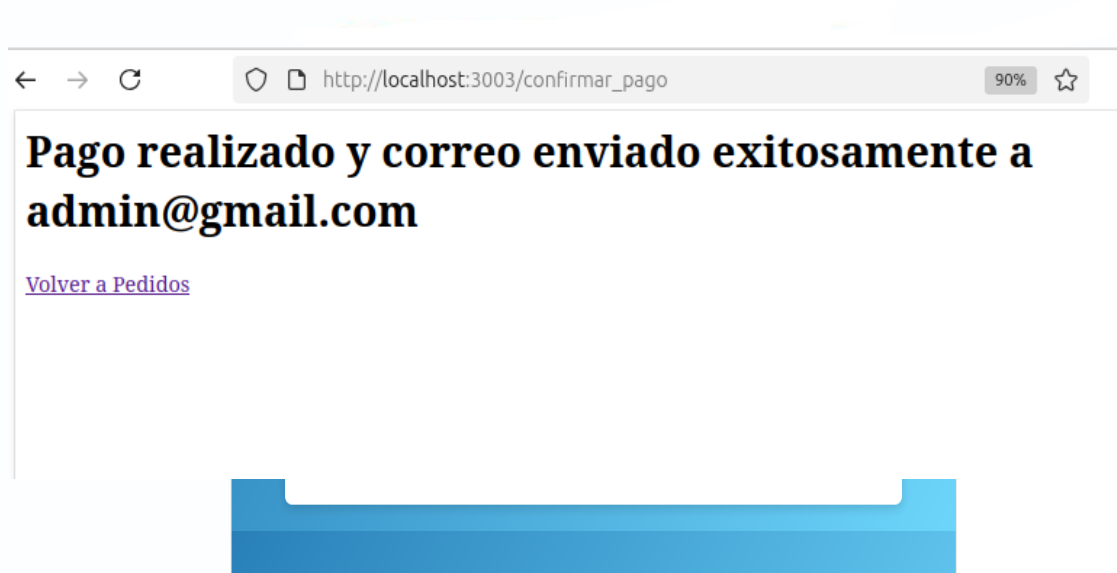 http://localhost:3003/confirmar_pago
90%
Pago realizado y correo enviado exitosamente a
admin@gmail.com
Volver a Pedidos